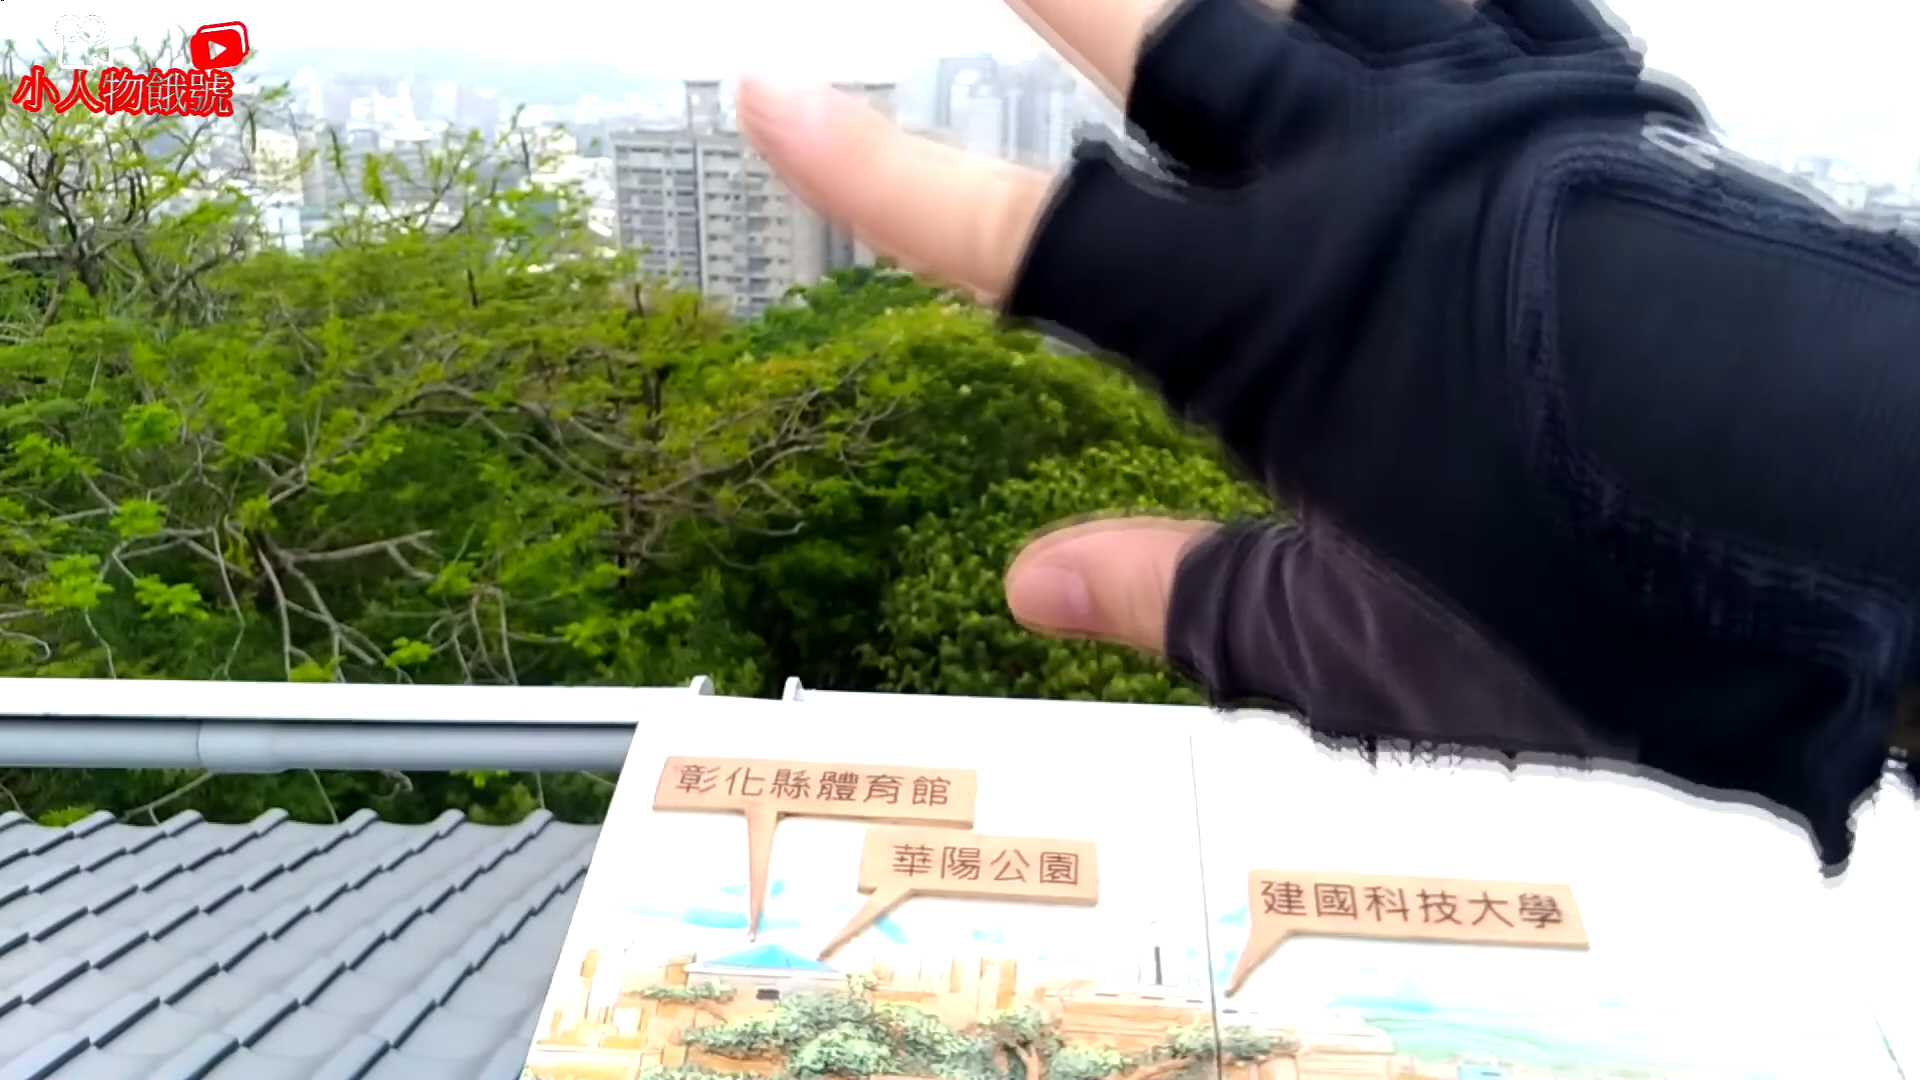 小人物餓號
彰化縣體育館
華陽公園
建國科技大學